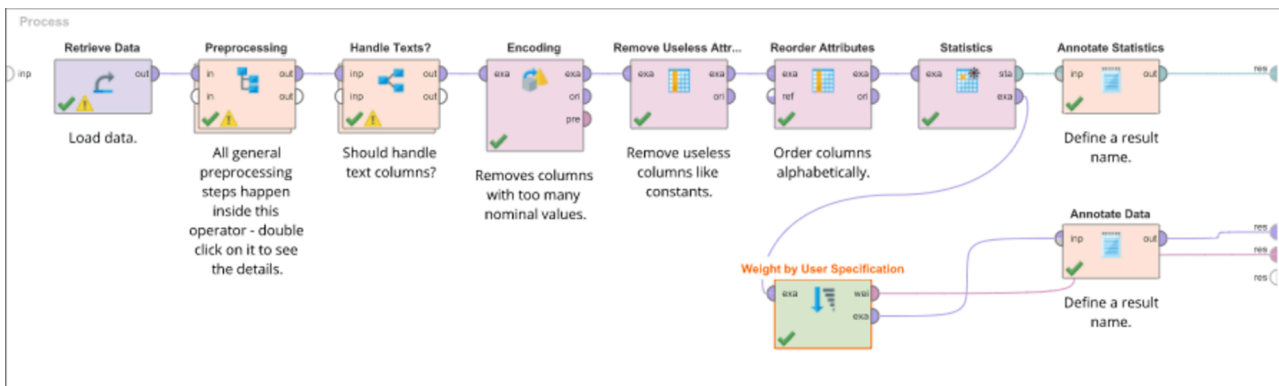 Process
Retrieve Data
Preprocessing
Handle Texts?
Encoding
Remove Useless Attr...
Reorder Attributes
Statistics
Annotate Statistics
inp
out
in
out
in
out
inp
out
inp
out
exa
exa
ori
pre
exa
exa
ori
exa
exa
ref
ori
exa
sta
exa
inp
out
res
Load data.
All general
preprocessing
steps happen
inside this
operator - double
click on it to see
the details.
Should handle
text columns?
Removes columns
with too many
nominal values.
Remove useless
columns like
constants.
Order columns
alphabetically.
Define a result
name.
Annotate Data
inp
out
res
res
res
Define a result
name.
Weight by User Specification
exa
wei
exa